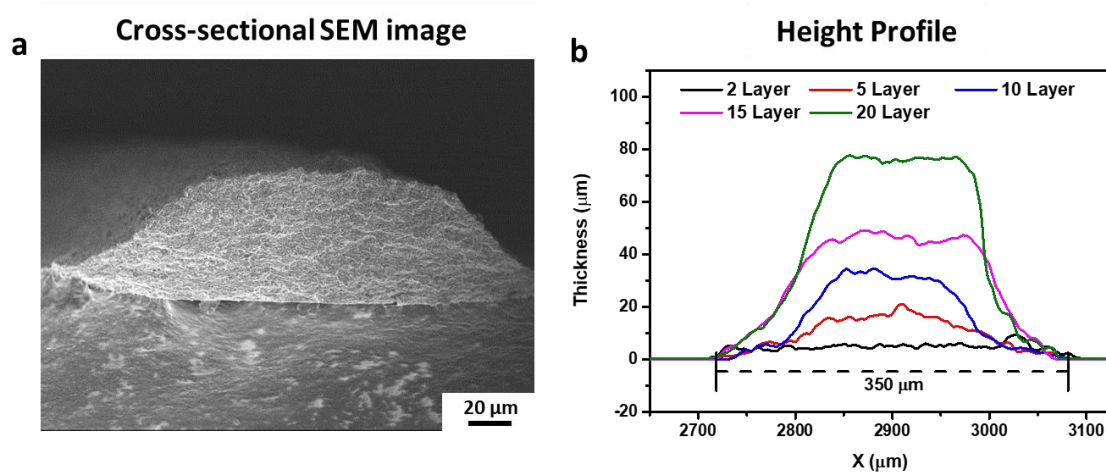 Cross-sectional SEM image
Height Profile
a
b
20 µm
2 Layer
5 Layer
10 Layer
15 Layer
20 Layer
Thickness (µm)
100
80
60
40
20
0
-20
350 µm
2700
2800
2900
3000
3100
X (µm)